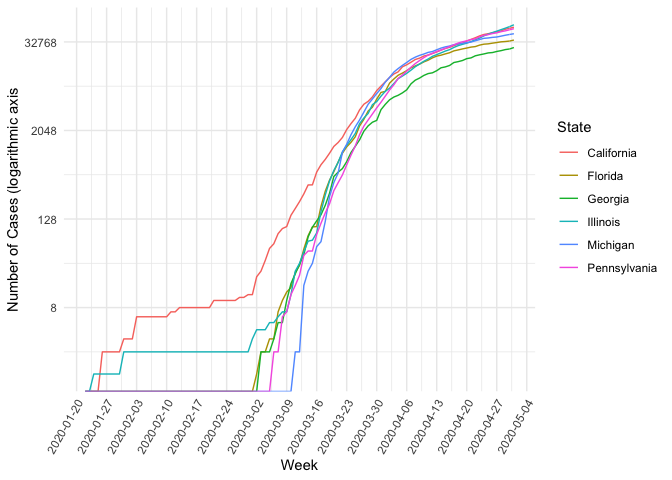 Number of Cases (logarithmic axis
32768
2048
128
8
2020-01-20
2020-01-27
2020-02-03
2020-02-10
2020-02-17
2020-02-24
2020-03-02
2020-03-09
2020-03-16
2020-03-23
2020-03-30
2020-04-06
2020-04-13
2020-04-20
2020-04-27
2020-05-04
Week
State
California
Florida
Georgia
Illinois
Michigan
Pennsylvania